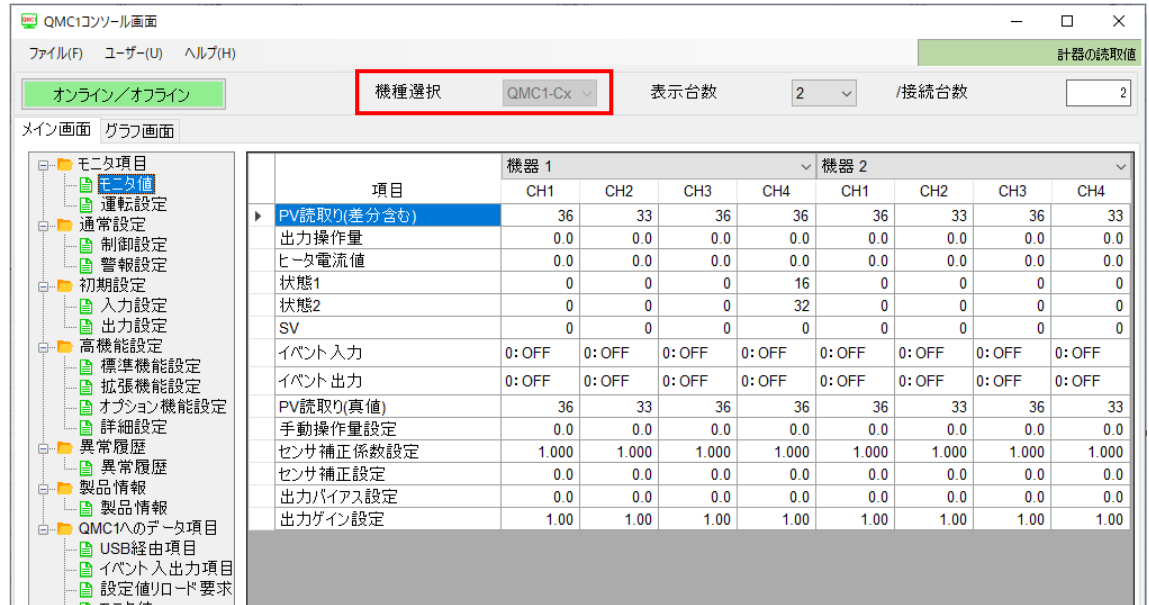 QMC1コンソール画面
ファイル(F) ユーザー(U) ヘルプ(H) 計器の読取値
オンライン／オフライン 機種選択 QMC1-Cx 表示台数 2 /接続台数 2
メイン画面 グラフ画面
モニタ項目
モニタ値
運転設定
通常設定
制御設定
警報設定
初期設定
入力設定
出力設定
高機能設定
標準機能設定
拡張機能設定
オプション機能設定
詳細設定
異常履歴
異常履歴
製品情報
製品情報
QMC1へのデータ項目
USB経由項目
イベント入出力項目
設定値リロード要求
機器 1 機器 2
項目 CH1 CH2 CH3 CH4 CH1 CH2 CH3 CH4
PV読取り(差分含む) 36 33 36 36 36 33 36 33
出力操作量 0.0 0.0 0.0 0.0 0.0 0.0 0.0 0.0
ヒータ電流値 0.0 0.0 0.0 0.0 0.0 0.0 0.0 0.0
状態1 0 0 0 16 0 0 0 0
状態2 0 0 0 32 0 0 0 0
SV 0 0 0 0 0 0 0 0
イベント入力 0: OFF 0: OFF 0: OFF 0: OFF 0: OFF 0: OFF 0: OFF 0: OFF
イベント出力 0: OFF 0: OFF 0: OFF 0: OFF 0: OFF 0: OFF 0: OFF 0: OFF
PV読取り(真値) 36 33 36 36 36 33 36 33
手動操作量設定 0.0 0.0 0.0 0.0 0.0 0.0 0.0 0.0
センサ補正係数設定 1.000 1.000 1.000 1.000 1.000 1.000 1.000 1.000
センサ補正設定 0.0 0.0 0.0 0.0 0.0 0.0 0.0 0.0
出力バイアス設定 0.0 0.0 0.0 0.0 0.0 0.0 0.0 0.0
出力ゲイン設定 1.00 1.00 1.00 1.00 1.00 1.00 1.00 1.00